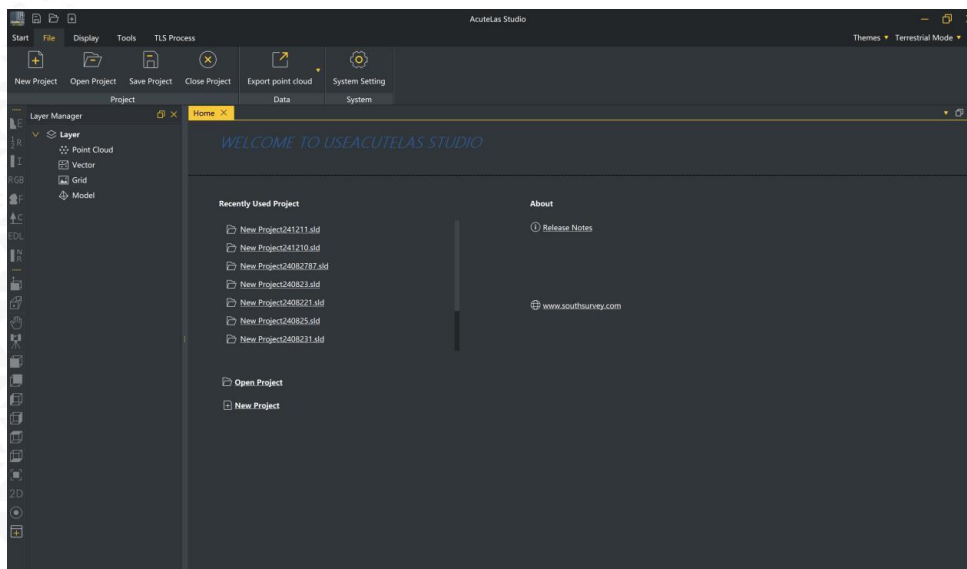 AcuteLas Studio
Start File Display Tools TLS Process
Themes Terrestrial Mode
New Project Open Project Save Project Close Project Export point cloud System Setting
Project Data System
Layer Manager
Home
Layer
Point Cloud
Vector
Grid
Model
E
R
I
RGB
F
C
EDL
N
R
2D
WELCOME TO USEACUTELAS STUDIO
Recently Used Project
New Project241211.sld
New Project241210.sld
New Project24082787.sld
New Project240823.sld
New Project2408221.sld
New Project240825.sld
New Project2408231.sld
Open Project
New Project
About
Release Notes
www.southsurvey.com